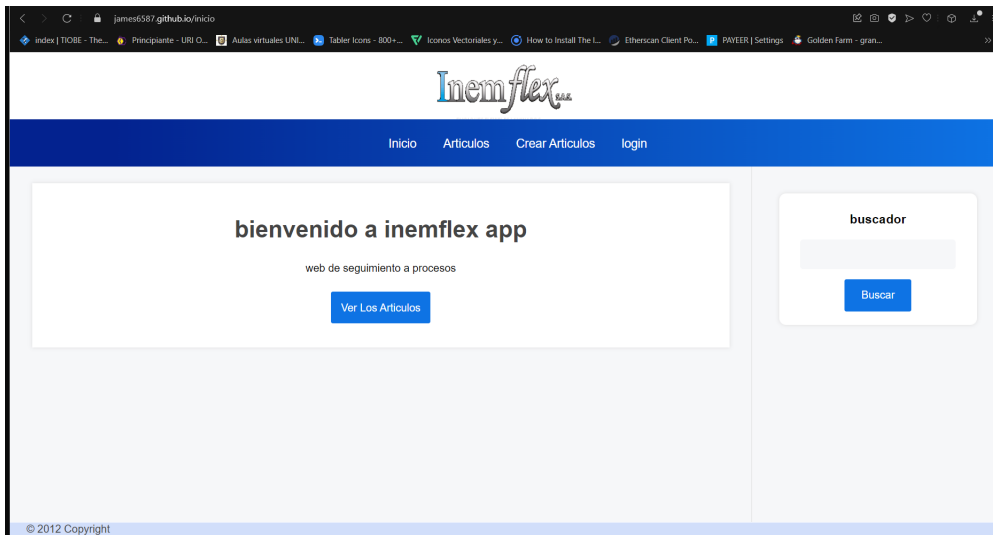 james6587.github.io/inicio
index | TIOBE - The... Principiante - URI O... Aulas virtuales UNI... Tabler Icons - 800+... Iconos Vectoriales y... How to Install The I... Etherscan Client Po... PAYEER | Settings Golden Farm - gran...
Inemflex S.A.S.
Inicio Articulos Crear Articulos login
bienvenido a inemflex app
web de seguimiento a procesos
Ver Los Articulos
buscador
Buscar
© 2012 Copyright